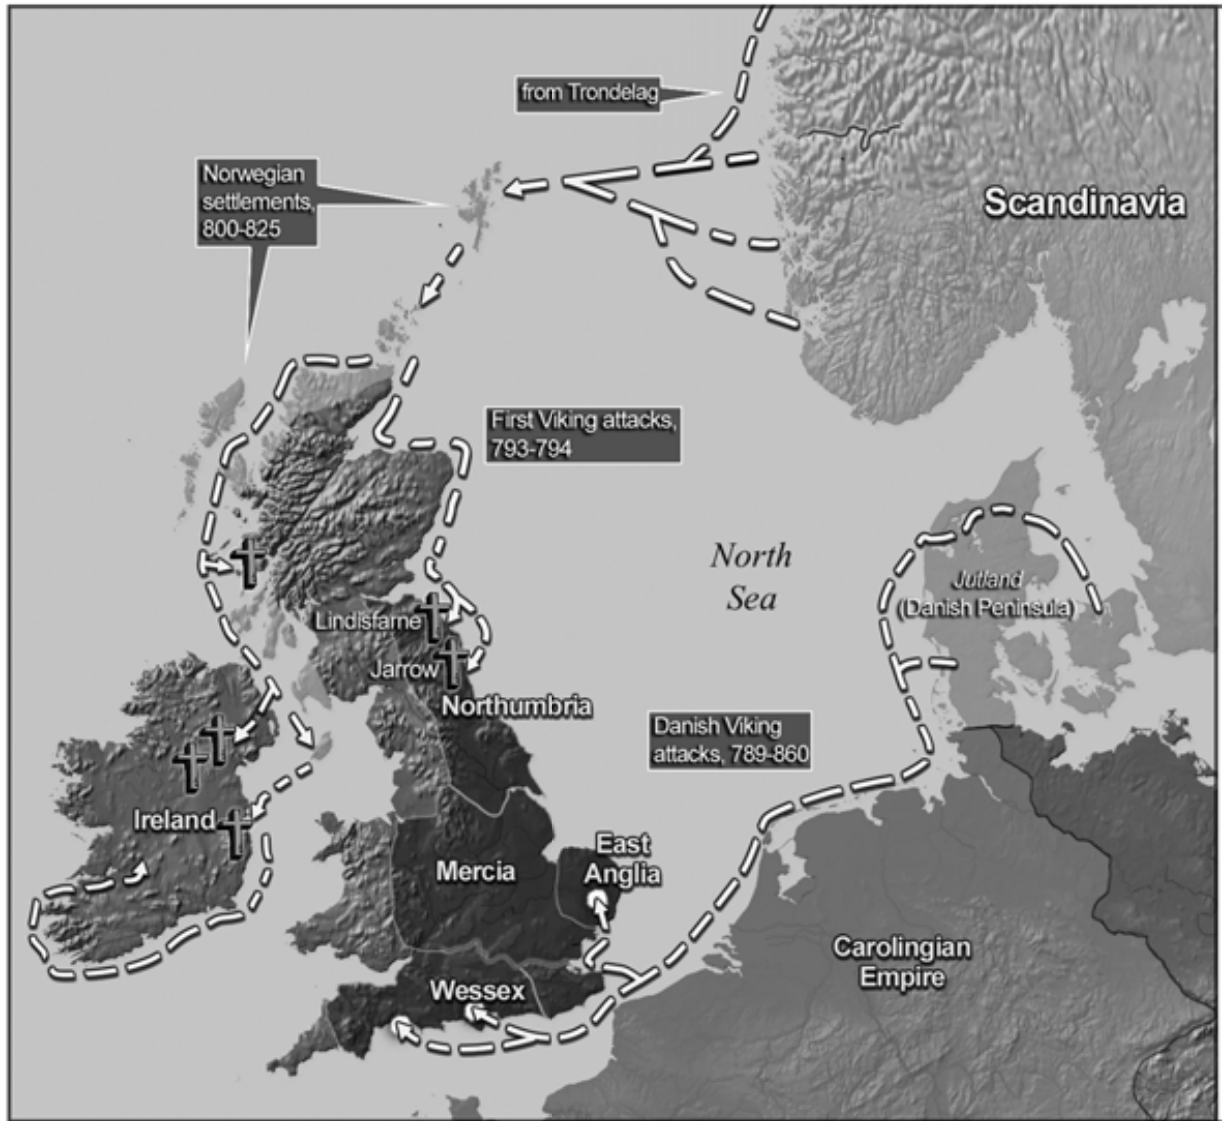 from Trondelag
Norwegian
settlements,
800-825
Scandinavia
First Viking attacks,
793-794
North
Sea
Jutland
(Danish Peninsula)
Lindisfarne
Jarrow
Northumbria
Danish Viking
attacks, 789-860
Ireland
East
Anglia
Mercia
Carolingian
Empire
Wessex